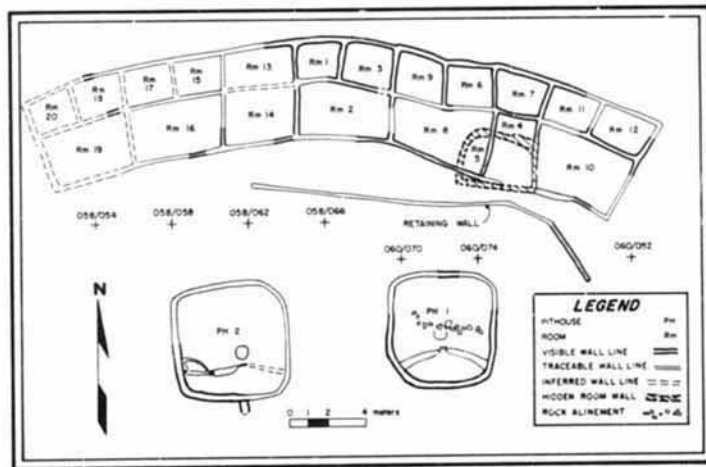 Rm 20
Rm 18
Rm 17
Rm 15
Rm 13
Rm 1
Rm 3
Rm 9
Rm 6
Rm 7
Rm 11
Rm 12
Rm 19
Rm 16
Rm 14
Rm 2
Rm 8
Rm 5
Rm 4
Rm 10
058/054
058/058
058/062
058/066
RETAINING WALL
060/070
060/074
060/052
N
PH 2
PH 1
0 1 2 4 meters
LEGEND
PITHOUSE PH
ROOM Rm
VISIBLE WALL LINE
TRACEABLE WALL LINE
INFERRED WALL LINE
HIDDEN ROOM WALL
ROCK ALINEMENT